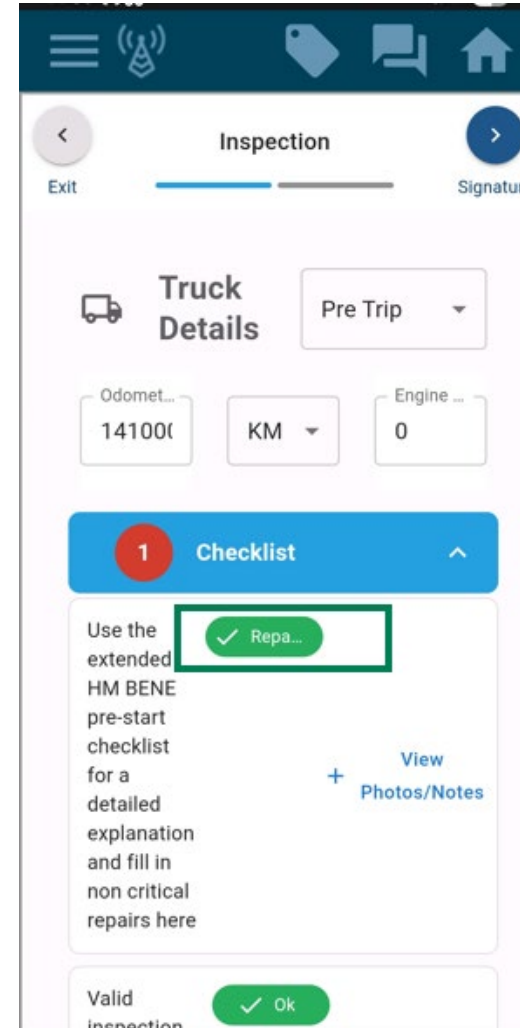 Inspection
Exit
Signatur
Truck
Details
Pre Trip
Odomet...
Engine ...
KM
0
1
Checklist
Use the
extended
HM BENE
pre-start
checklist
for a
detailed
explanation
and fill in
non critical
repairs here
Repa...
+ View
Photos/Notes
Valid
inspection
Ok